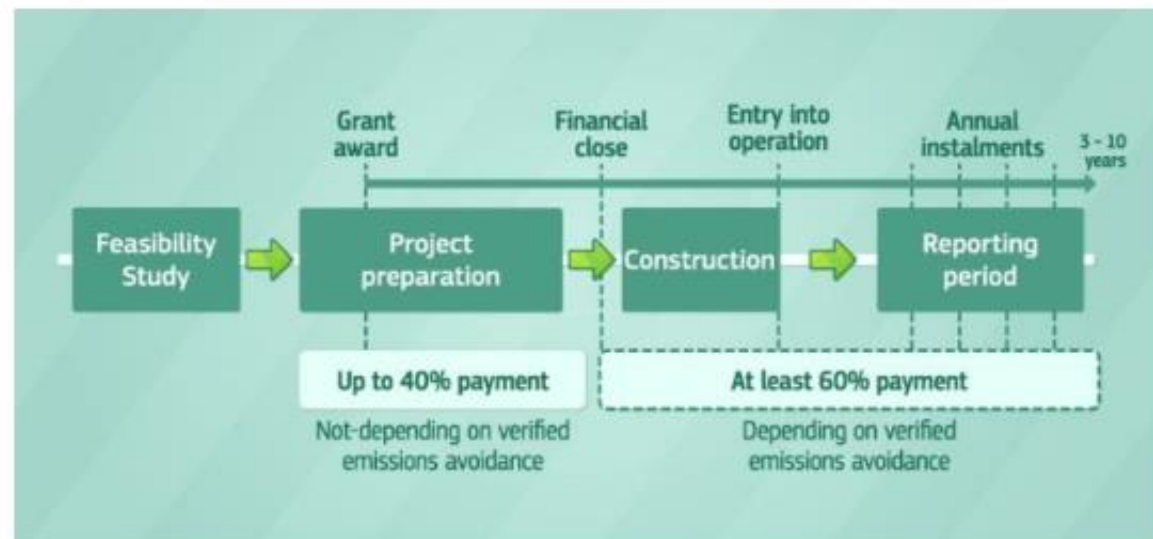 Grant
award
Financial
close
Entry into
operation
Annual
instalments
3 - 10
years
Feasibility
Study
Project
preparation
Construction
Reporting
period
Up to 40% payment
At least 60% payment
Not-depending on verified
emissions avoidance
Depending on verified
emissions avoidance